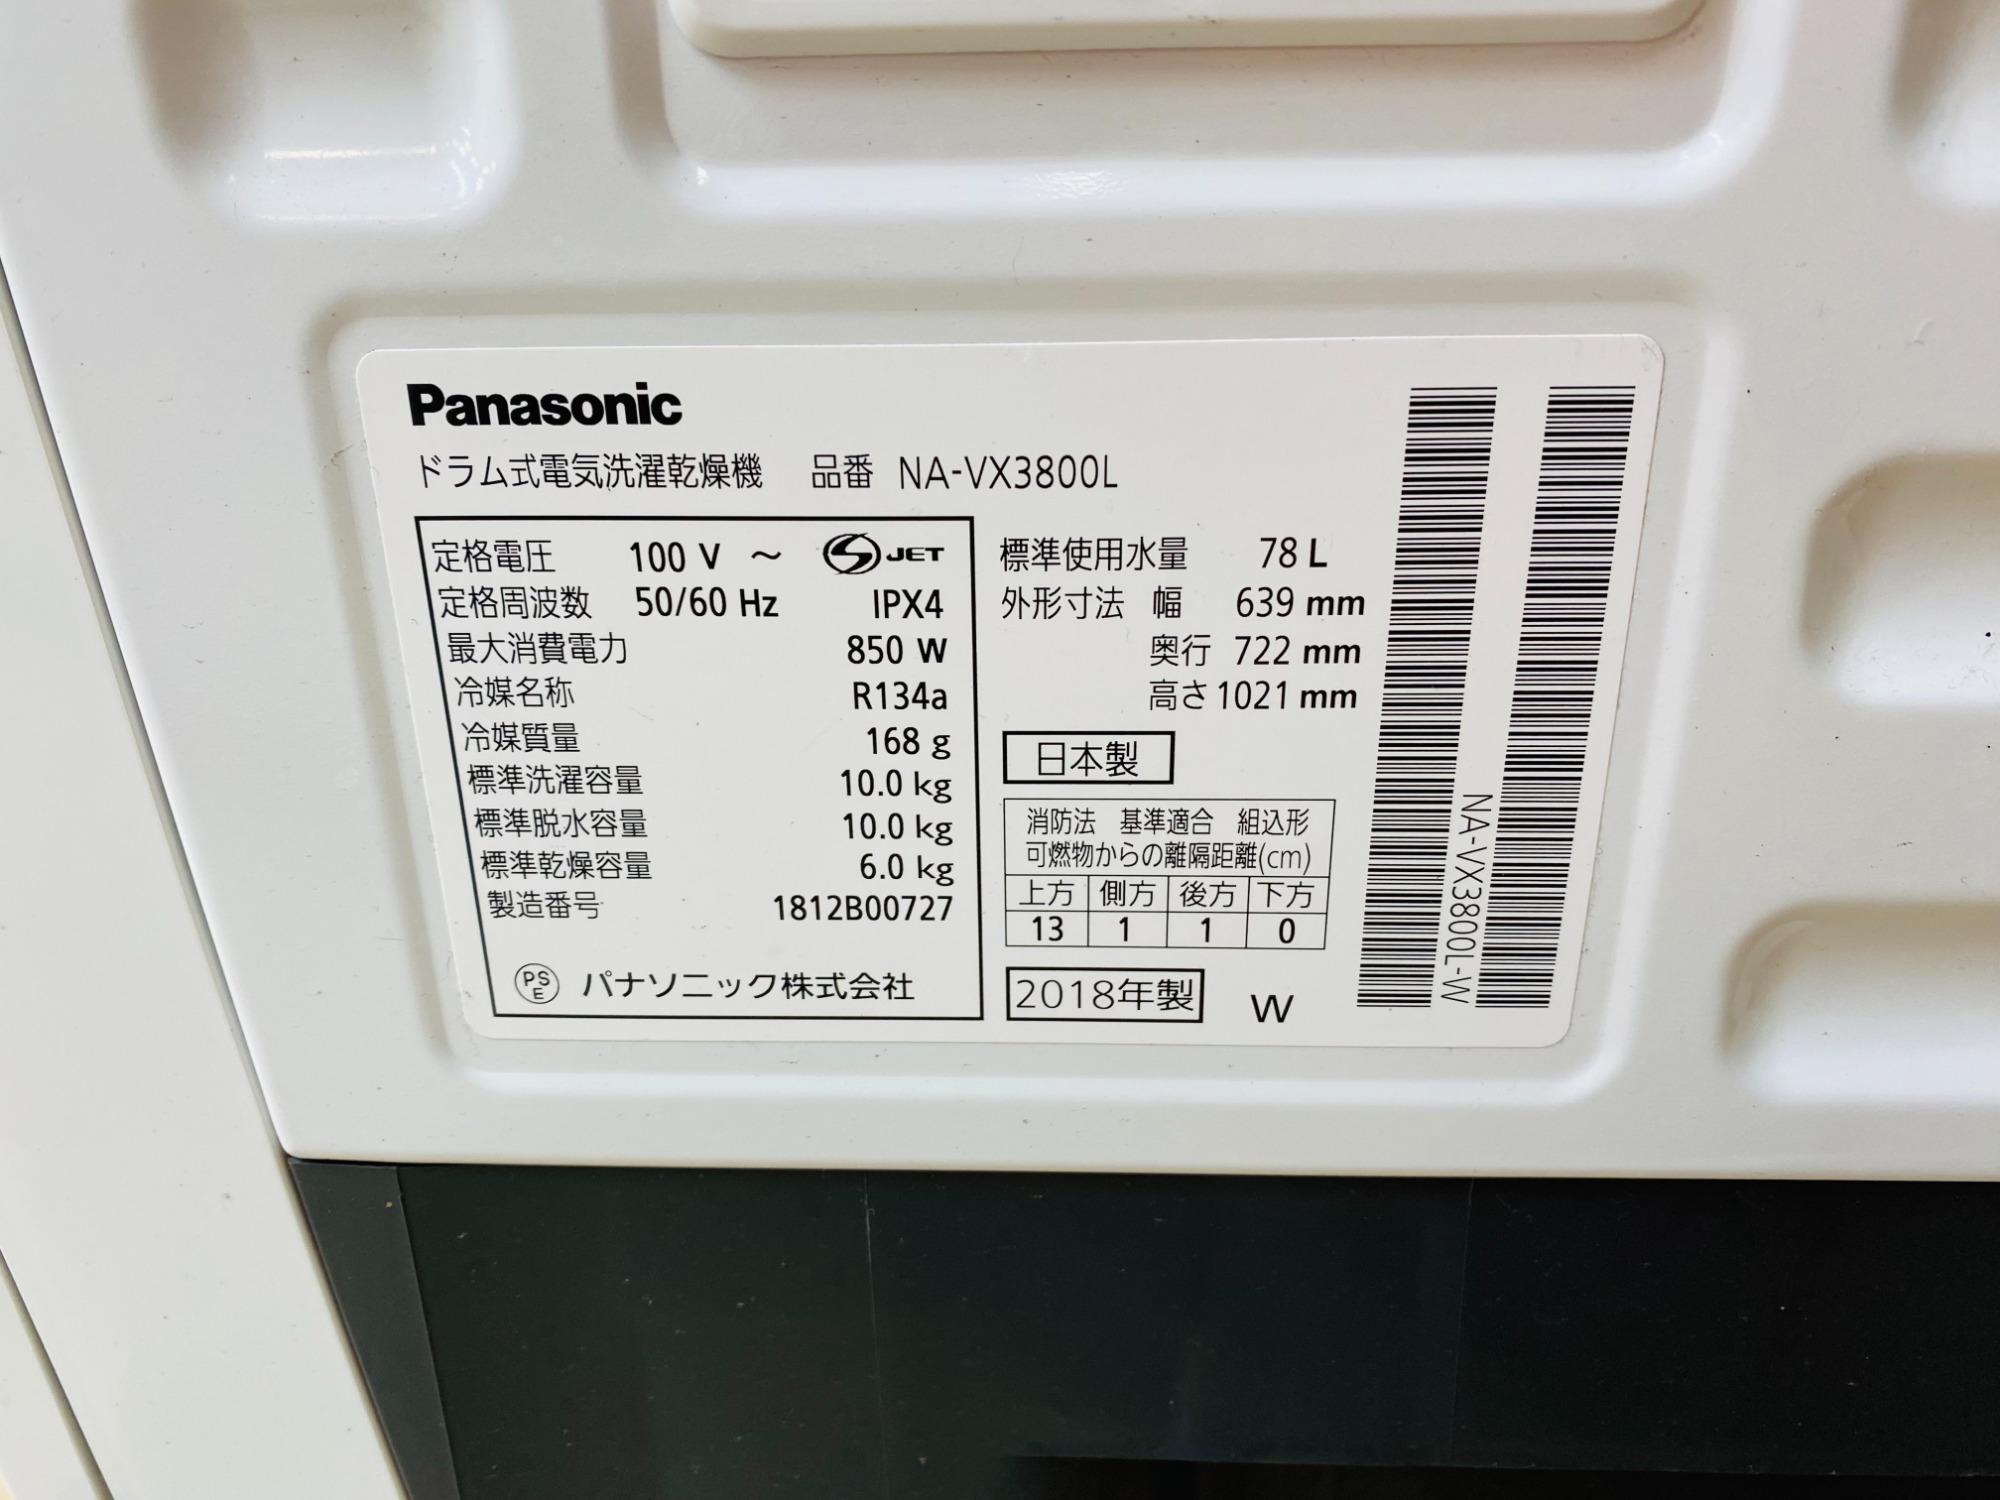 Panasonic
ドラム式電気洗濯乾燥機 品番 NA-VX3800L
定格電圧 100 V ～ S JET
定格周波数 50/60 Hz IPX4
最大消費電力 850 W
冷媒名称 R134a
冷媒質量 168 g
標準洗濯容量 10.0 kg
標準脱水容量 10.0 kg
標準乾燥容量 6.0 kg
製造番号 1812B00727
PS
E パナソニック株式会社
標準使用水量 78 L
外形寸法 幅 639 mm
奥行 722 mm
高さ 1021 mm
日本製
消防法 基準適合 組込形
可燃物からの離隔距離(cm)
上方 側方 後方 下方
13 1 1 0
2018年製 W
NA-VX3800L-W